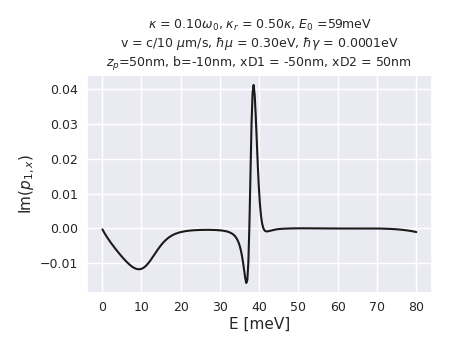 κ = 0.10ω₀, κᵣ = 0.50κ, E₀ =59meV
v = c/10 μm/s, ℏμ = 0.30eV, ℏγ = 0.0001eV
zₚ=50nm, b=-10nm, xD1 = -50nm, xD2 = 50nm
Im(p₁,ₓ)
0.04
0.03
0.02
0.01
0.00
−0.01
0 10 20 30 40 50 60 70 80
E [meV]